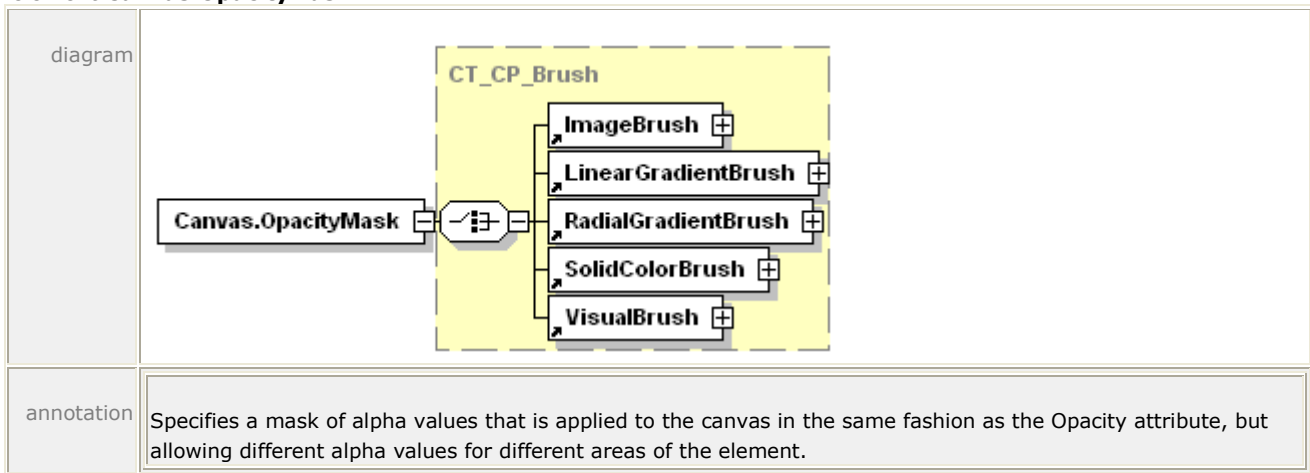 diagram
CT_CP_Brush
ImageBrush
LinearGradientBrush
Canvas.OpacityMask
RadialGradientBrush
SolidColorBrush
VisualBrush
annotation
Specifies a mask of alpha values that is applied to the canvas in the same fashion as the Opacity attribute, but
allowing different alpha values for different areas of the element.